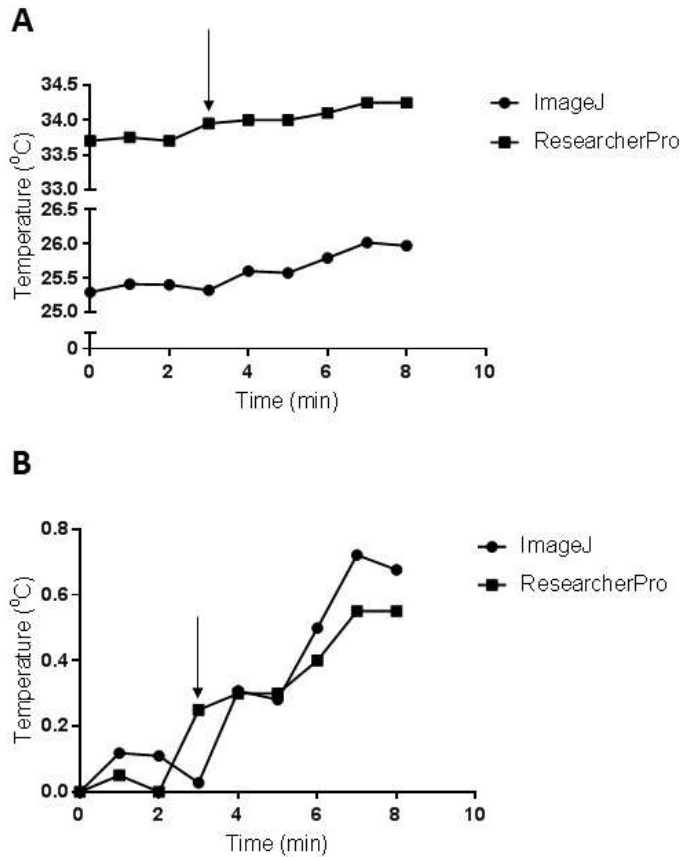 A
34.5
34.0
33.5
33.0
26.5
26.0
25.5
25.0
0
Temperature (⁰C)
0 2 4 6 8 10
Time (min)
ImageJ
ResearcherPro
B
0.8
0.6
0.4
0.2
0.0
Temperature (⁰C)
0 2 4 6 8 10
Time (min)
ImageJ
ResearcherPro